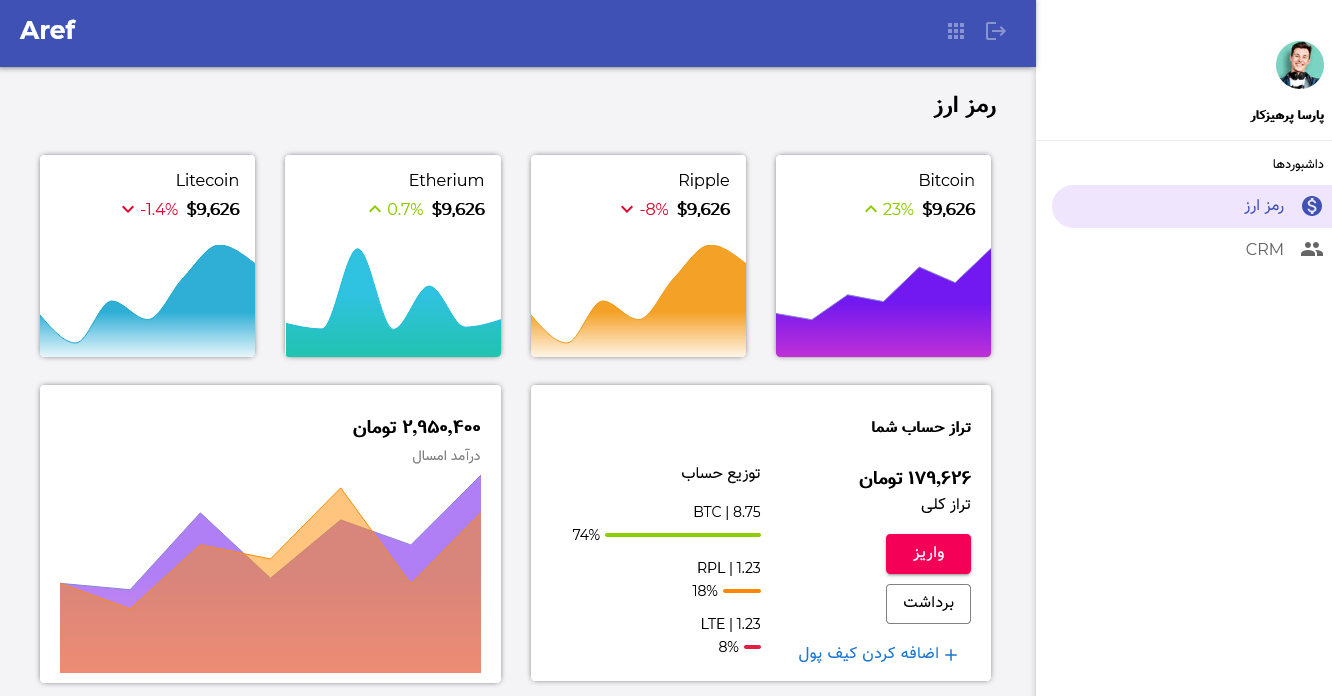 Aref
پارسا پرهیزکار
داشبوردها
رمز ارز
CRM
رمز ارز
Bitcoin
23% $9,626
Ripple
-8% $9,626
Etherium
0.7% $9,626
Litecoin
-1.4% $9,626
تراز حساب شما
۱۷۹,۶۲۶ تومان
تراز کلی
واریز
برداشت
+ اضافه کردن کیف پول
توزیع حساب
BTC | 8.75
74%
RPL | 1.23
18%
LTE | 1.23
8%
۲,۹۵۰,۴۰۰ تومان
درآمد امسال